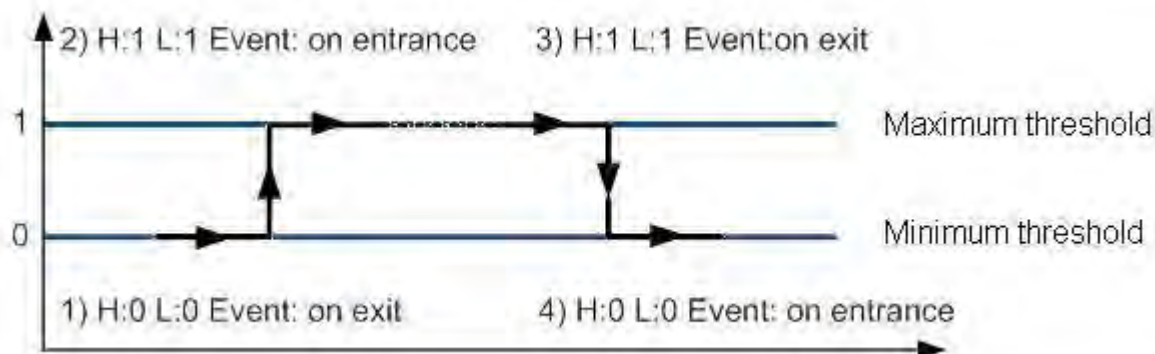 2) H:1 L:1 Event: on entrance
3) H:1 L:1 Event:on exit
1
Maximum threshold
0
Minimum threshold
1) H:0 L:0 Event: on exit
4) H:0 L:0 Event: on entrance